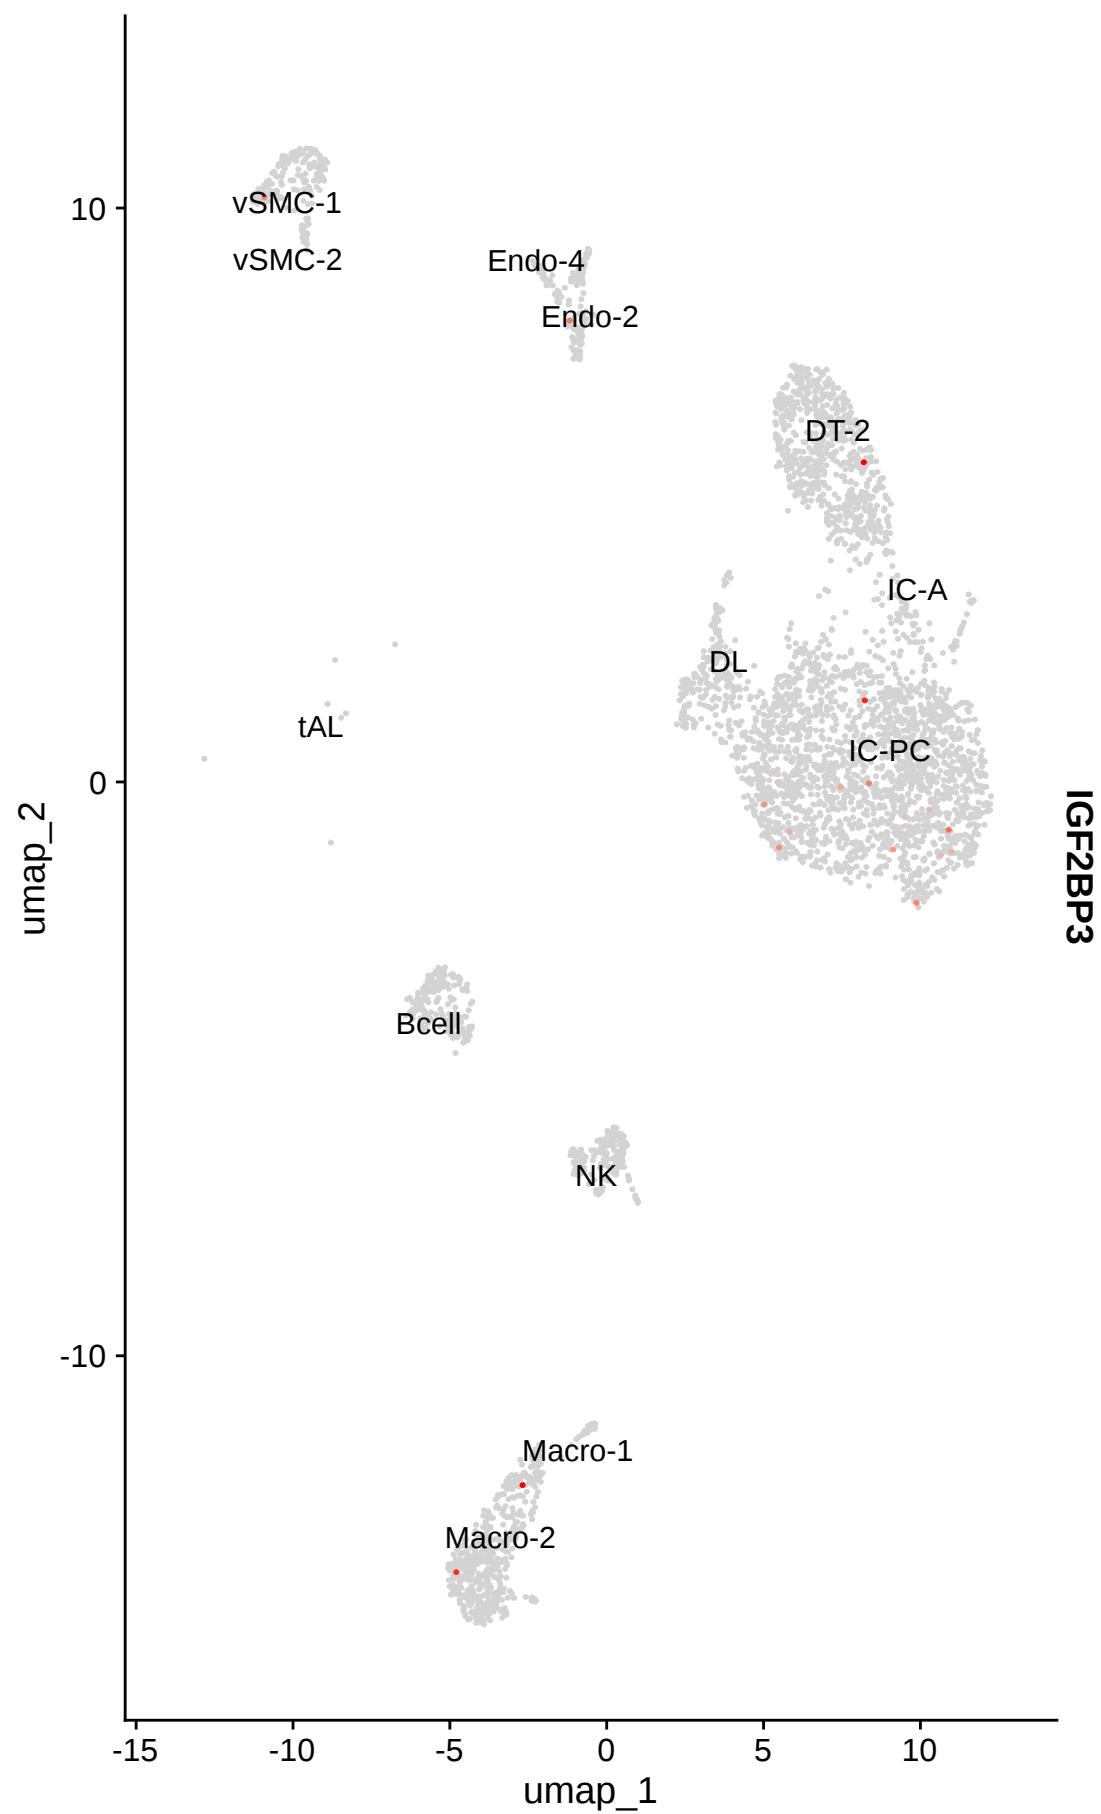 10
0
-10
umap_2
vSMC-1
vSMC-2
Endo-4
Endo-2
DT-2
IC-A
DL
tAL
IC-PC
Bcell
NK
Macro-1
Macro-2
IGF2BP3
-15
-10
-5
0
5
10
umap_1